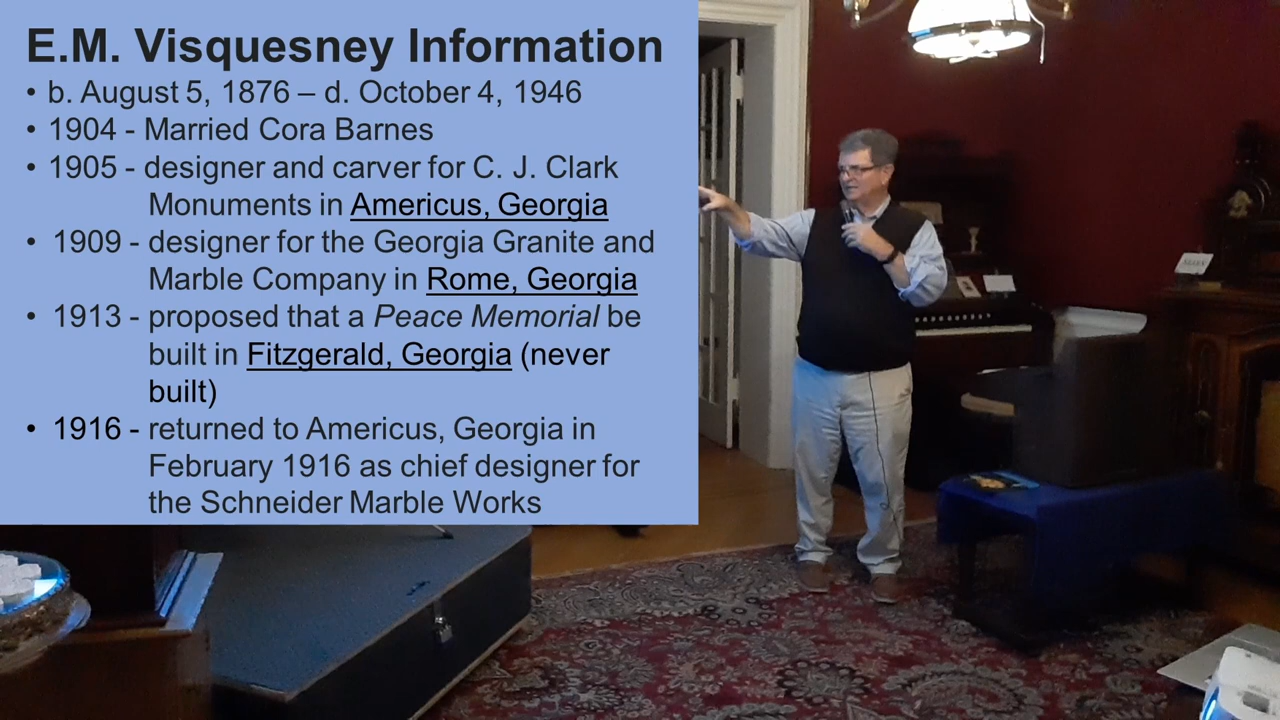 E.M. Visquesney Information
• b. August 5, 1876 – d. October 4, 1946
• 1904 - Married Cora Barnes
• 1905 - designer and carver for C. J. Clark
Monuments in Americus, Georgia
• 1909 - designer for the Georgia Granite and
Marble Company in Rome, Georgia
• 1913 - proposed that a Peace Memorial be
built in Fitzgerald, Georgia (never
built)
• 1916 - returned to Americus, Georgia in
February 1916 as chief designer for
the Schneider Marble Works